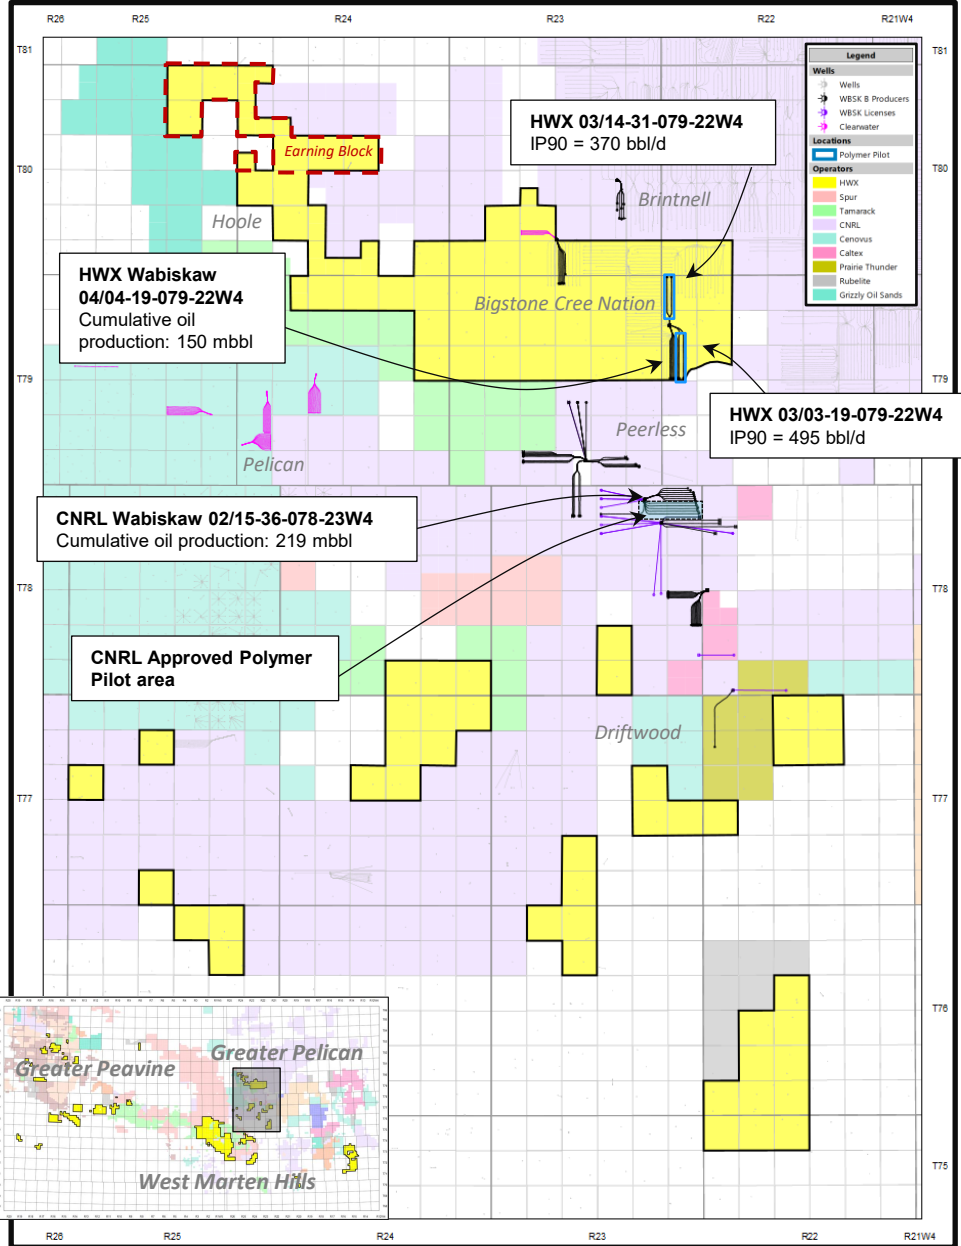 R26 R25 R24 R23 R22 R21W4
T81 T81
Legend
Wells
Wells
WBSK B Producers
WBSK Licenses
Clearwater
Locations
Polymer Pilot
Operators
HWX
Spur
Tamarack
CNRL
Cenovus
Caltex
Prairie Thunder
Rubelite
Grizzly Oil Sands
HWX 03/14-31-079-22W4
IP90 = 370 bbl/d
Earning Block
T80 T80
Brintnell
Hoole
HWX Wabiskaw
04/04-19-079-22W4
Cumulative oil
production: 150 mbbl
Bigstone Cree Nation
T79 T79
HWX 03/03-19-079-22W4
IP90 = 495 bbl/d
Peerless
Pelican
CNRL Wabiskaw 02/15-36-078-23W4
Cumulative oil production: 219 mbbl
T78 T78
CNRL Approved Polymer
Pilot area
Driftwood
T77 T77
T76
Greater Pelican
Greater Peavine
West Marten Hills
T75
R26 R25 R24 R23 R22 R21W4